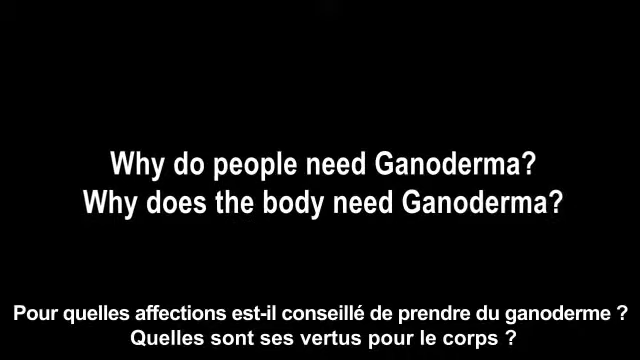 Why do people need Ganoderma?
Why does the body need Ganoderma?
Pour quelles affections est-il conseillé de prendre du ganoderme ?
Quelles sont ses vertus pour le corps ?